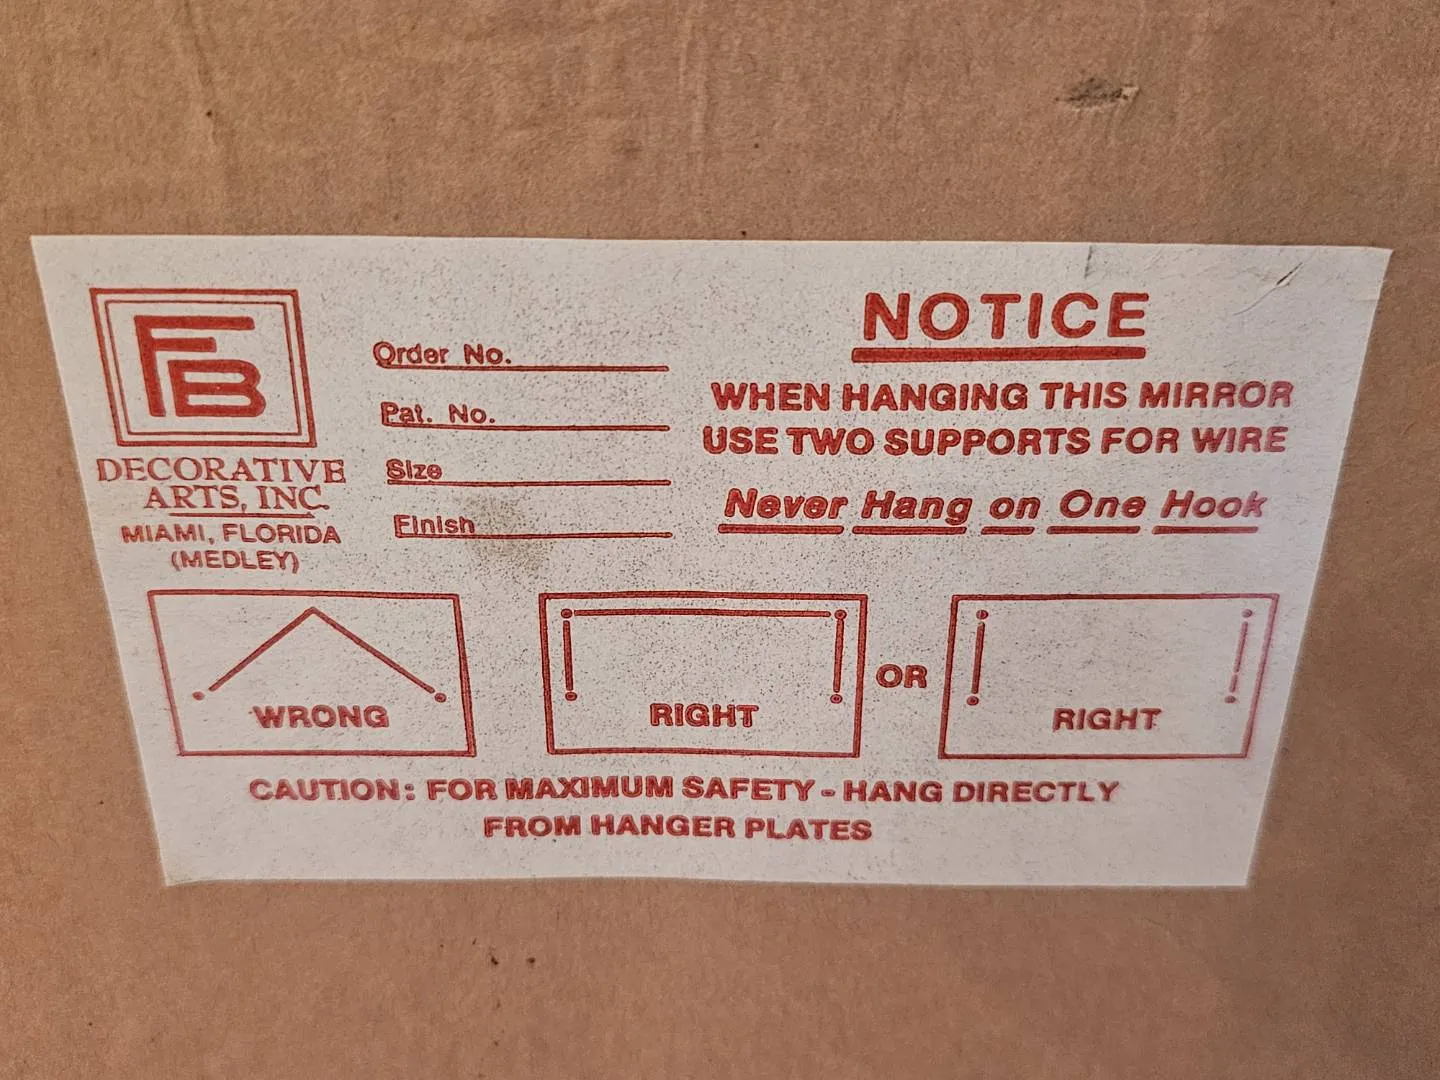 FB
DECORATIVE
ARTS, INC.
MIAMI, FLORIDA
(MEDLEY)
Order No.
Pat. No.
Size
Finish
NOTICE
WHEN HANGING THIS MIRROR
USE TWO SUPPORTS FOR WIRE
Never Hang on One Hook
WRONG
RIGHT
OR
RIGHT
CAUTION: FOR MAXIMUM SAFETY - HANG DIRECTLY
FROM HANGER PLATES